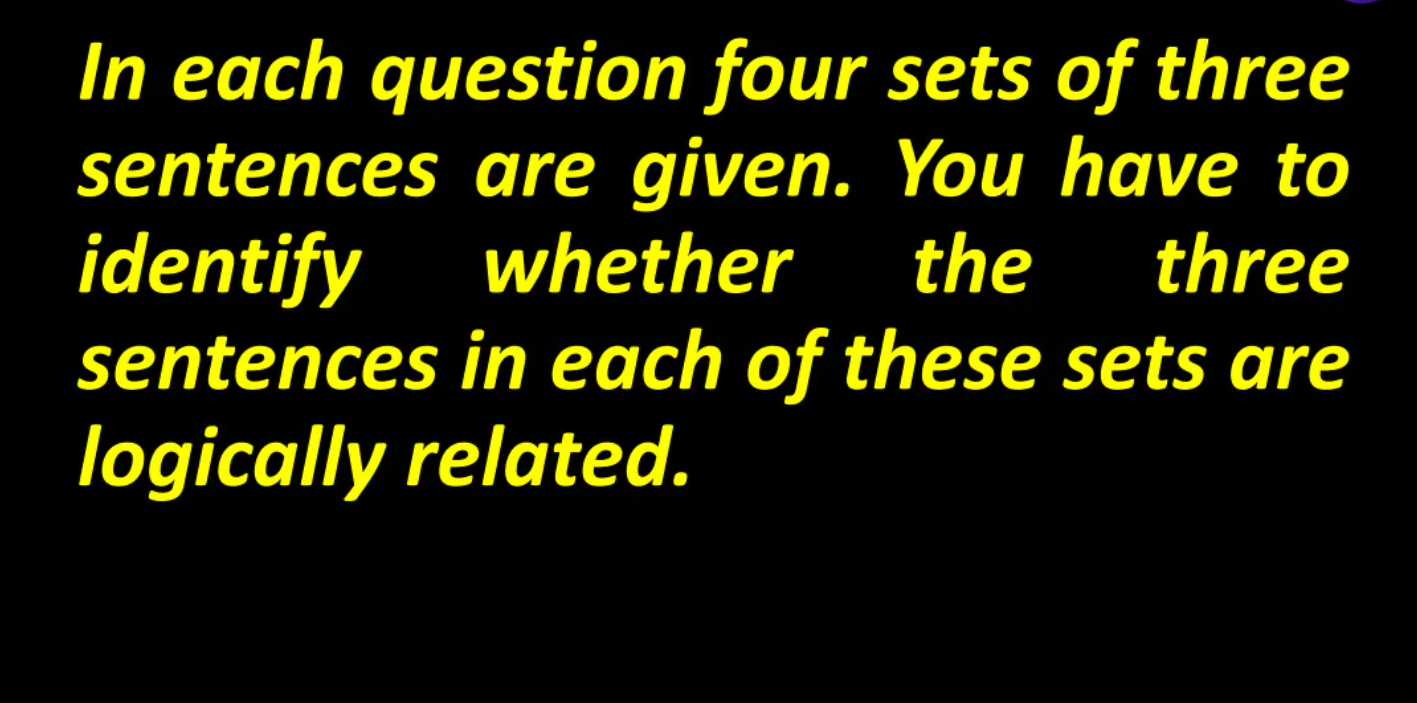 In each question four sets of three
sentences are given. You have to
identify whether the three
sentences in each of these sets are
logically related.